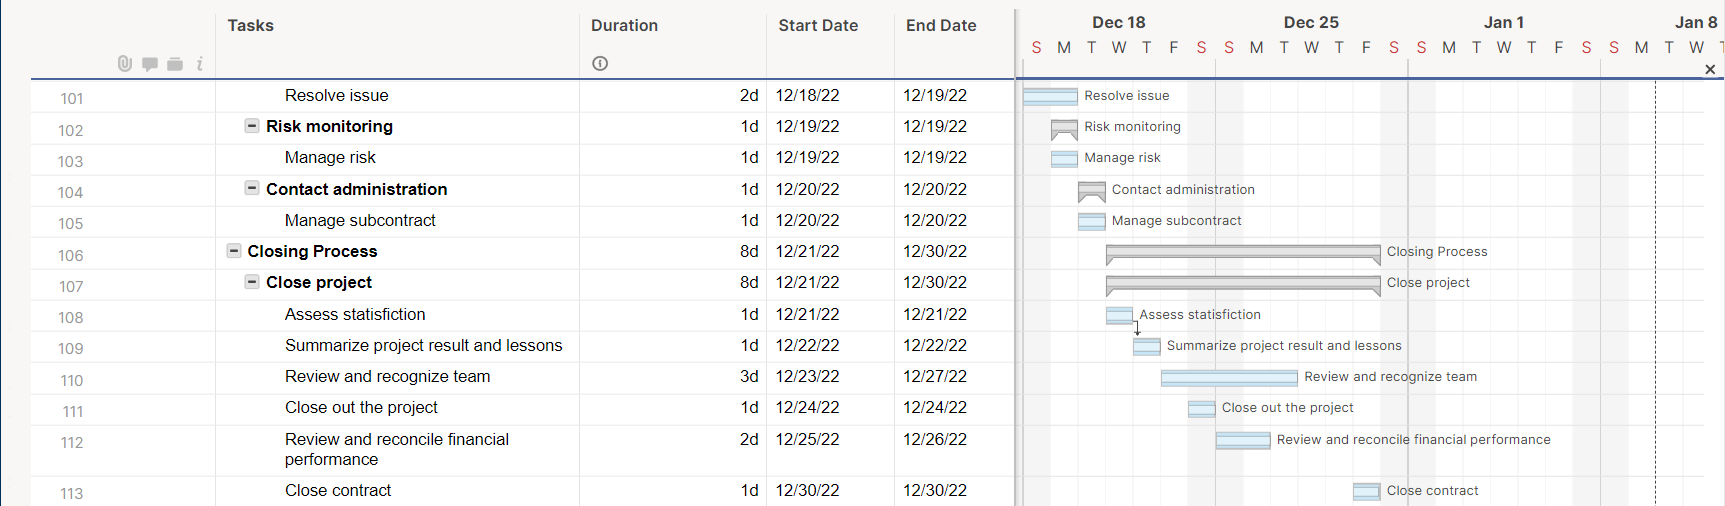 Tasks Duration Start Date End Date Dec 18 Dec 25 Jan 1 Jan 8
S M T W T F S S M T W T F S S M T W T F S S M T W
101 Resolve issue 2d 12/18/22 12/19/22 Resolve issue
102 Risk monitoring 1d 12/19/22 12/19/22 Risk monitoring
103 Manage risk 1d 12/19/22 12/19/22 Manage risk
104 Contact administration 1d 12/20/22 12/20/22 Contact administration
105 Manage subcontract 1d 12/20/22 12/20/22 Manage subcontract
106 Closing Process 8d 12/21/22 12/30/22 Closing Process
107 Close project 8d 12/21/22 12/30/22 Close project
108 Assess statisfiction 1d 12/21/22 12/21/22 Assess statisfiction
109 Summarize project result and lessons 1d 12/22/22 12/22/22 Summarize project result and lessons
110 Review and recognize team 3d 12/23/22 12/27/22 Review and recognize team
111 Close out the project 1d 12/24/22 12/24/22 Close out the project
112 Review and reconcile financial 2d 12/25/22 12/26/22 Review and reconcile financial performance
performance
113 Close contract 1d 12/30/22 12/30/22 Close contract